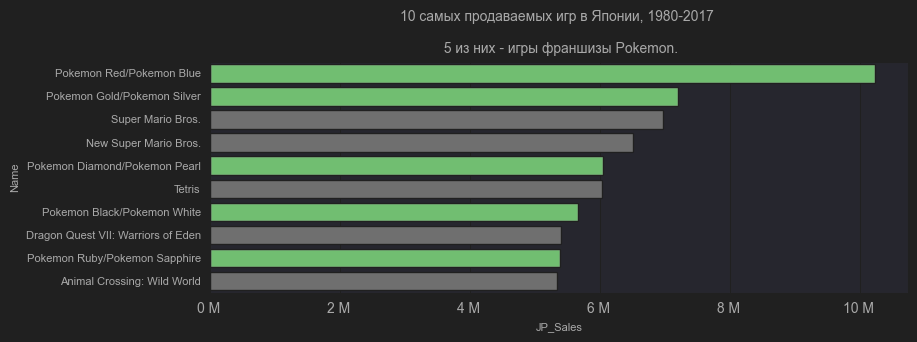 10 самых продаваемых игр в Японии, 1980-2017
5 из них - игры франшизы Pokemon.
Pokemon Red/Pokemon Blue
Pokemon Gold/Pokemon Silver
Super Mario Bros.
New Super Mario Bros.
Pokemon Diamond/Pokemon Pearl
Tetris
Pokemon Black/Pokemon White
Dragon Quest VII: Warriors of Eden
Pokemon Ruby/Pokemon Sapphire
Animal Crossing: Wild World
Name
0 M 2 M 4 M 6 M 8 M 10 M
JP_Sales